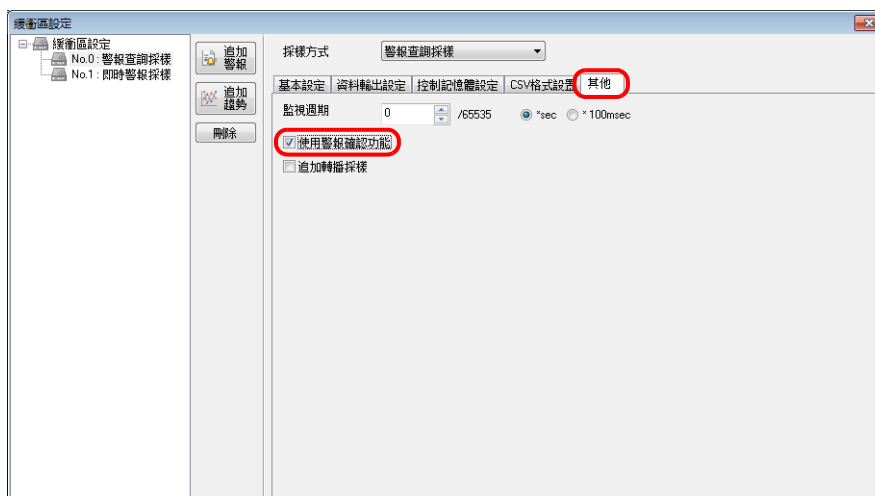 緩衝區設定
緩衝區設定
No.0 : 警報查詢採樣
No.1 : 即時警報採樣
追加
警報
追加
趨勢
刪除
採樣方式 警報查詢採樣
基本設定 資料輸出設定 控制記憶體設定 CSV格式設置 其他
監視週期 0 /65535 *sec * 100msec
使用警報確認功能
追加轉播採樣